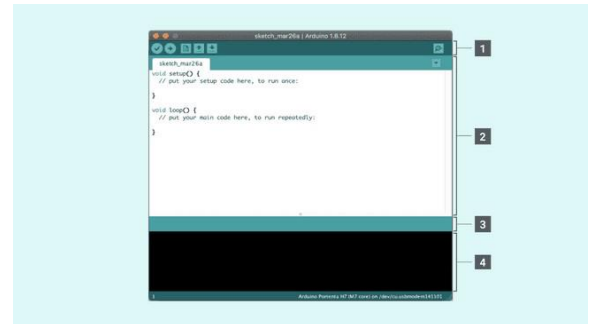 sketch_mar26a | Arduino 1.8.12
1
sketch_mar26a
void setup() {
// put your setup code here, to run once:
}
void loop() {
// put your main code here, to run repeatedly:
}
2
3
4
1
Arduino Portenta H7 (M7 core) on /dev/cu.usbmodem141101